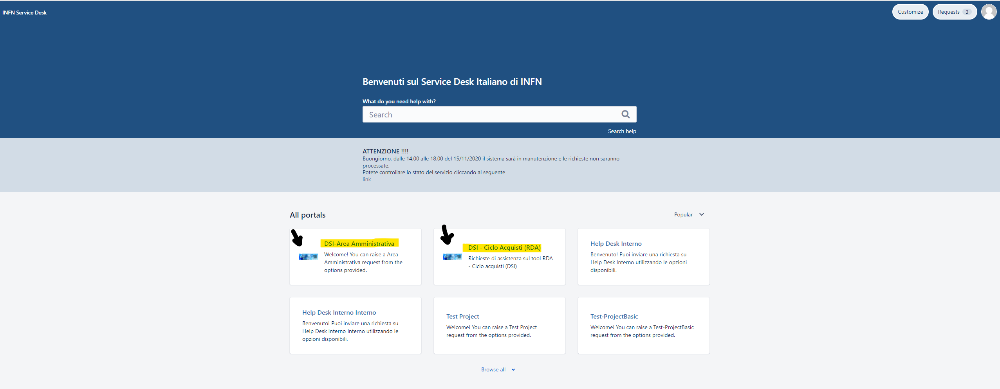 INFN Service Desk
Customize
Requests 3
Benvenuti sul Service Desk Italiano di INFN
What do you need help with?
Search
Search help
ATTENZIONE !!!!
Buongiorno, dalle 14.00 alle 18.00 del 15/11/2020 il sistema sarà in manutenzione e le richieste non saranno
processate.
Potete controllare lo stato del servizio cliccando al seguente
link
All portals
Popular
DSI-Area Amministrativa
Welcome! You can raise a Area
Amministrativa request from the
options provided.
DSI - Ciclo Acquisti (RDA)
Richieste di assistenza sul tool RDA
- Ciclo acquisti (DSI)
Help Desk Interno
Benvenuto! Puoi inviare una richiesta su
Help Desk Interno utilizzando le opzioni
disponibili.
Help Desk Interno Interno
Benvenuto! Puoi inviare una richiesta su
Help Desk Interno Interno utilizzando le
opzioni disponibili.
Test Project
Welcome! You can raise a Test Project
request from the options provided.
Test-ProjectBasic
Welcome! You can raise a Test-ProjectBasic
request from the options provided.
Browse all